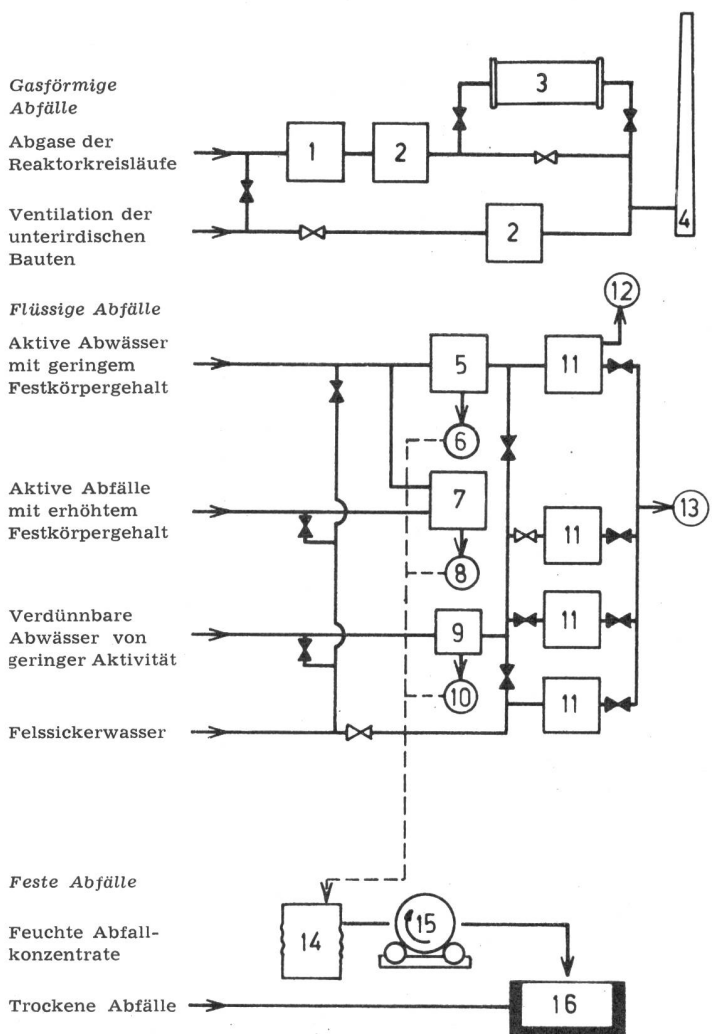 Gasförmige
Abfälle
3
Abgase der
Reaktorkreisläufe
1
2
4
Ventilation der
unterirdischen
Bauten
2
Flüssige Abfälle
12
Aktive Abwässer
mit geringem
Festkörpergehalt
5
11
6
Aktive Abfälle
mit erhöhtem
Festkörpergehalt
7
13
11
8
Verdünnbare
Abwässer von
geringer Aktivität
9
11
10
11
Felssickerwasser
Feste Abfälle
Feuchte Abfall-
konzentrate
14
15
Trockene Abfälle
16